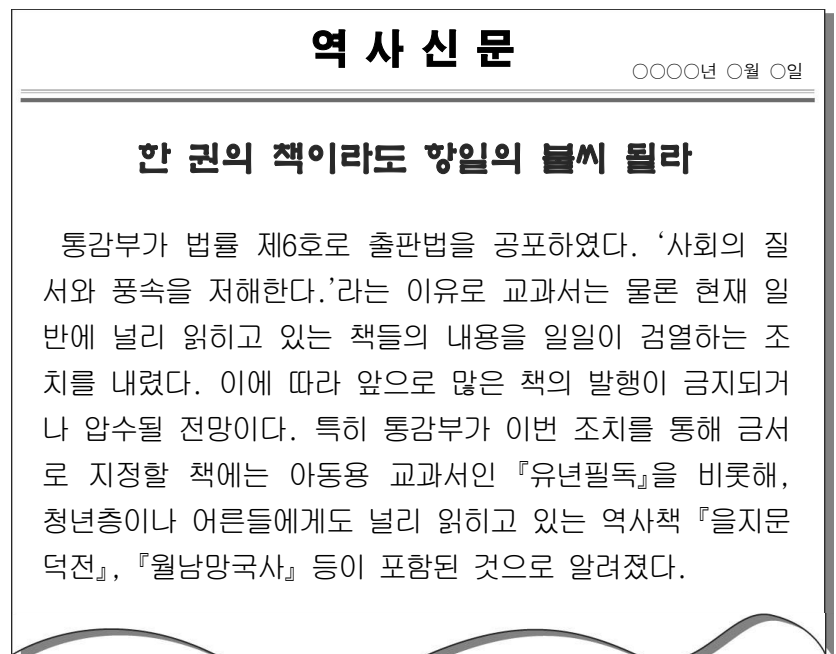 역 사 신 문
○○○○년 ○월 ○일
한 권의 책이라도 항일의 불씨 될라
통감부가 법률 제6호로 출판법을 공포하였다. ‘사회의 질
서와 풍속을 저해한다.’라는 이유로 교과서는 물론 현재 일
반에 널리 읽히고 있는 책들의 내용을 일일이 검열하는 조
치를 내렸다. 이에 따라 앞으로 많은 책의 발행이 금지되거
나 압수될 전망이다. 특히 통감부가 이번 조치를 통해 금서
로 지정할 책에는 아동용 교과서인 『유년필독』을 비롯해,
청년층이나 어른들에게도 널리 읽히고 있는 역사책 『을지문
덕전』, 『월남망국사』 등이 포함된 것으로 알려졌다.